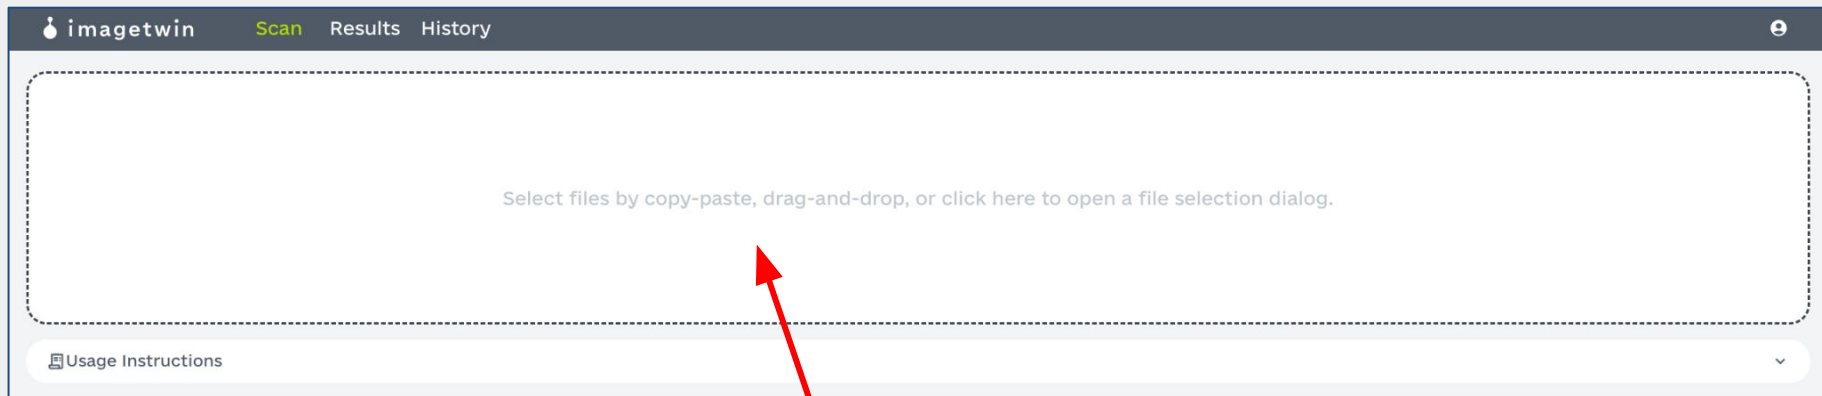 imagetwin Scan Results History
Select files by copy-paste, drag-and-drop, or click here to open a file selection dialog.
Usage Instructions